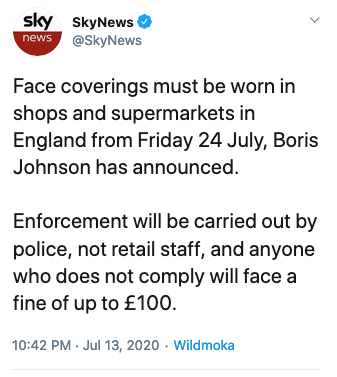 sky
news
SkyNews
@SkyNews
Face coverings must be worn in
shops and supermarkets in
England from Friday 24 July, Boris
Johnson has announced.
Enforcement will be carried out by
police, not retail staff, and anyone
who does not comply will face a
fine of up to £100.
10:42 PM · Jul 13, 2020 · Wildmoka